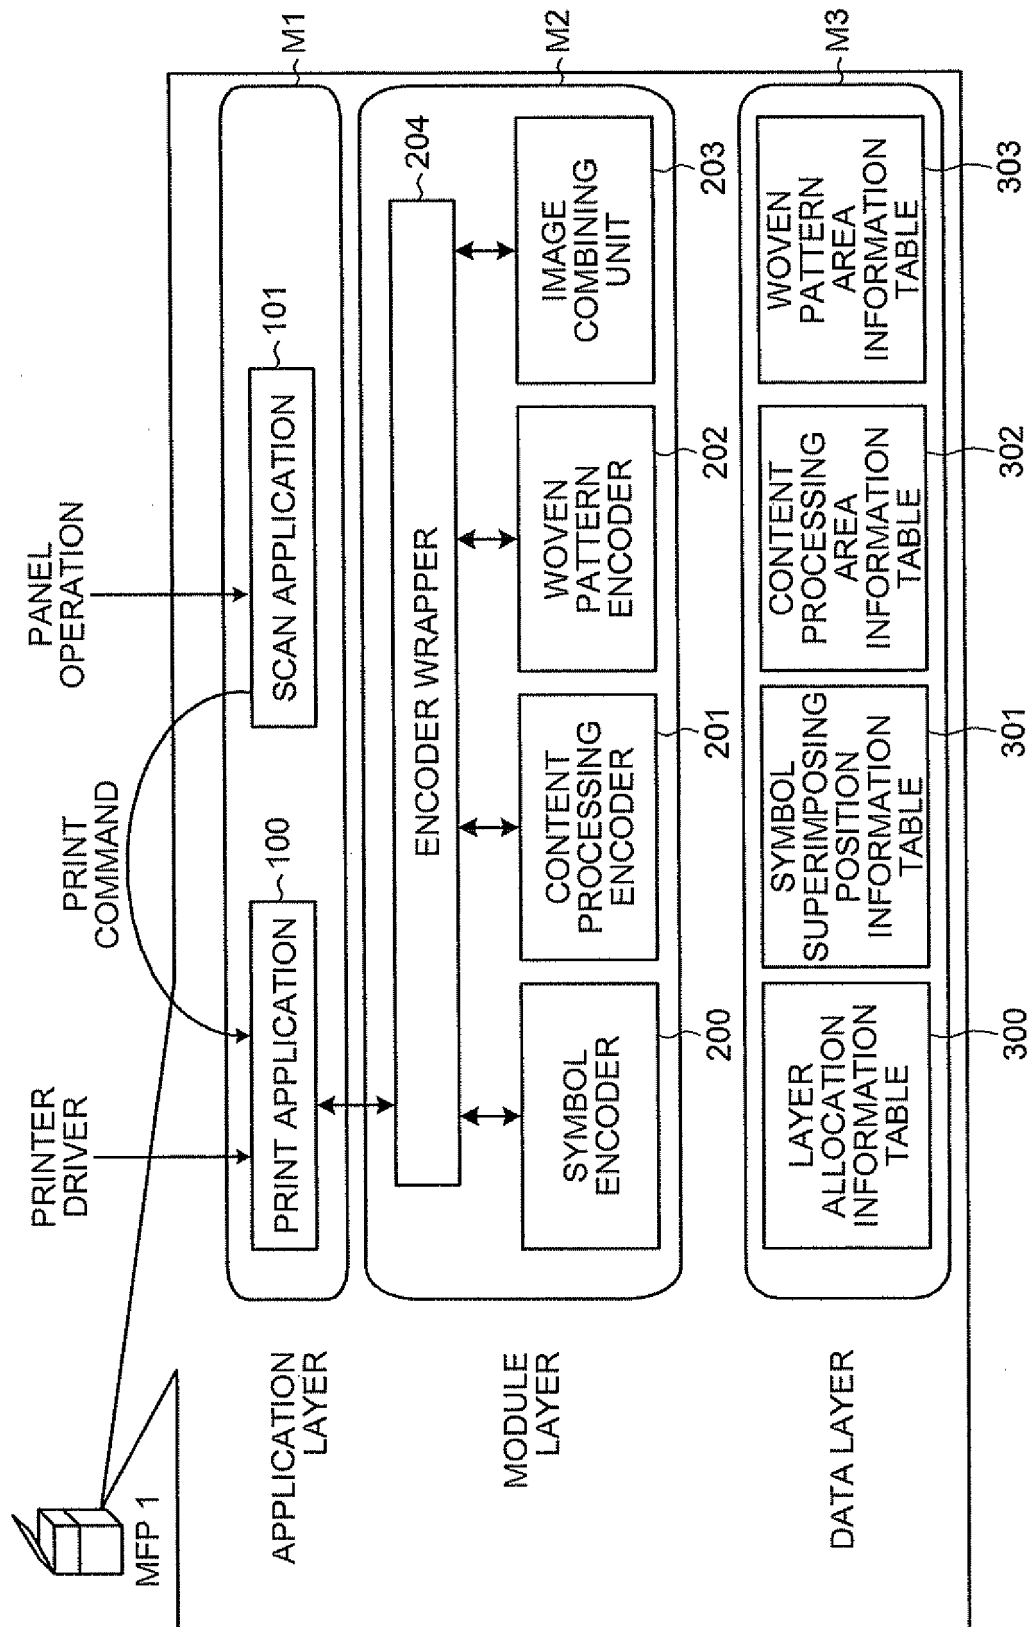 MFP 1
PRINTER
DRIVER
PRINT
COMMAND
PANEL
OPERATION
APPLICATION
LAYER
PRINT APPLICATION
100
SCAN APPLICATION
101
M1
MODULE
LAYER
ENCODER WRAPPER
204
M2
SYMBOL
ENCODER
200
CONTENT
PROCESSING
ENCODER
201
WOVEN
PATTERN
ENCODER
202
IMAGE
COMBINING
UNIT
203
DATA LAYER
M3
LAYER
ALLOCATION
INFORMATION
TABLE
300
SYMBOL
SUPERIMPOSING
POSITION
INFORMATION
TABLE
301
CONTENT
PROCESSING
AREA
INFORMATION
TABLE
302
WOVEN
PATTERN
AREA
INFORMATION
TABLE
303